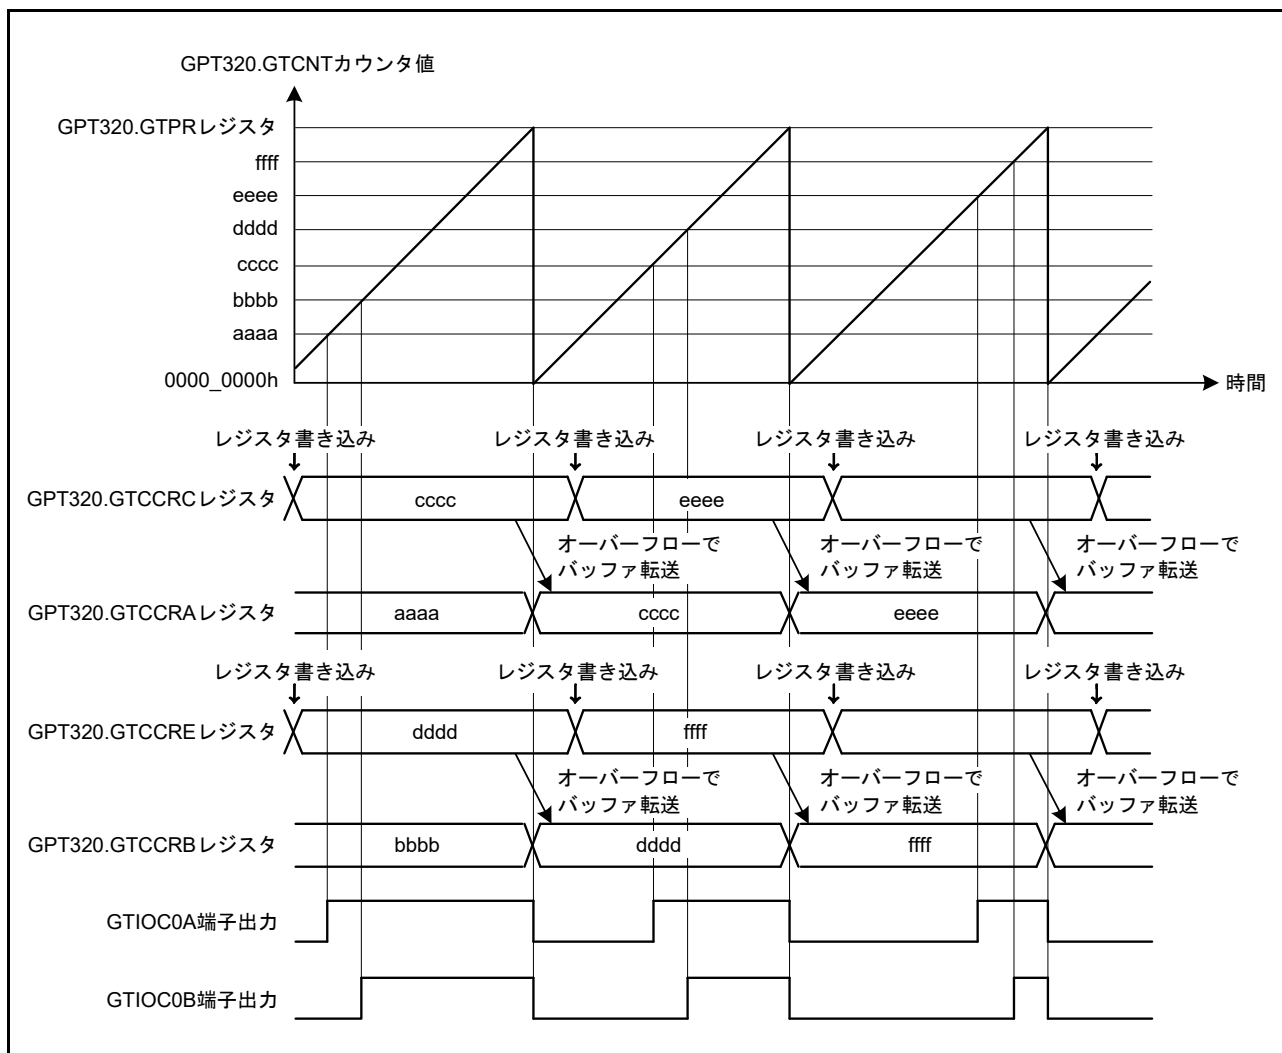 GPT320.GTCNTカウンタ値
GPT320.GTPRレジスタ
ffff
eeee
dddd
cccc
bbbb
aaaa
0000_0000h
時間
レジスタ書き込み レジスタ書き込み レジスタ書き込み レジスタ書き込み
GPT320.GTCCRCレジスタ cccc eeee
オーバーフローで オーバーフローで オーバーフローで
バッファ転送 バッファ転送 バッファ転送
GPT320.GTCCRAレジスタ aaaa cccc eeee
レジスタ書き込み レジスタ書き込み レジスタ書き込み レジスタ書き込み
GPT320.GTCCREレジスタ dddd ffff
オーバーフローで オーバーフローで オーバーフローで
バッファ転送 バッファ転送 バッファ転送
GPT320.GTCCRBレジスタ bbbb dddd ffff
GTIOC0A端子出力
GTIOC0B端子出力